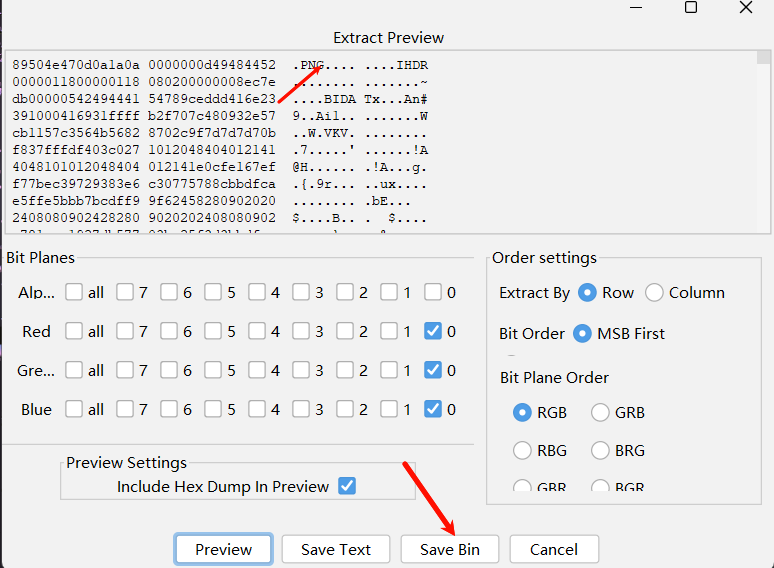 Extract Preview
89504e470d0a1a0a 0000000d49484452 .PNG.... ....IHDR
0000011800000118 080200000008ec7e ........ .......~
db00000542494441 54789ceddd416e23 ....BIDA Tx...An#
391000416931ffff b2f707c480932e57 9..Ai1.. .......W
cb1157c3564b5682 8702c9f7d7d7d70b ..W.VKV. ........
f837fffdf403c027 1012048404012141 .7.....' ......!A
4048101012048404 012141e0cfe167ef @H...... .!A...g.
f77bec39729383e6 c30775788cbbdfca .{.9r... ..ux....
e5ffe5bbb7bcdff9 9f62458280902020 ........ .bE...
2408080902428280 9020202408080902 $....B.. .  $....
Bit Planes
Alp... all 7 6 5 4 3 2 1 0
Red all 7 6 5 4 3 2 1 0
Gre... all 7 6 5 4 3 2 1 0
Blue all 7 6 5 4 3 2 1 0
Order settings
Extract By Row Column
Bit Order MSB First
Bit Plane Order
RGB GRB
RBG BRG
GBR BGR
Preview Settings
Include Hex Dump In Preview
Preview Save Text Save Bin Cancel